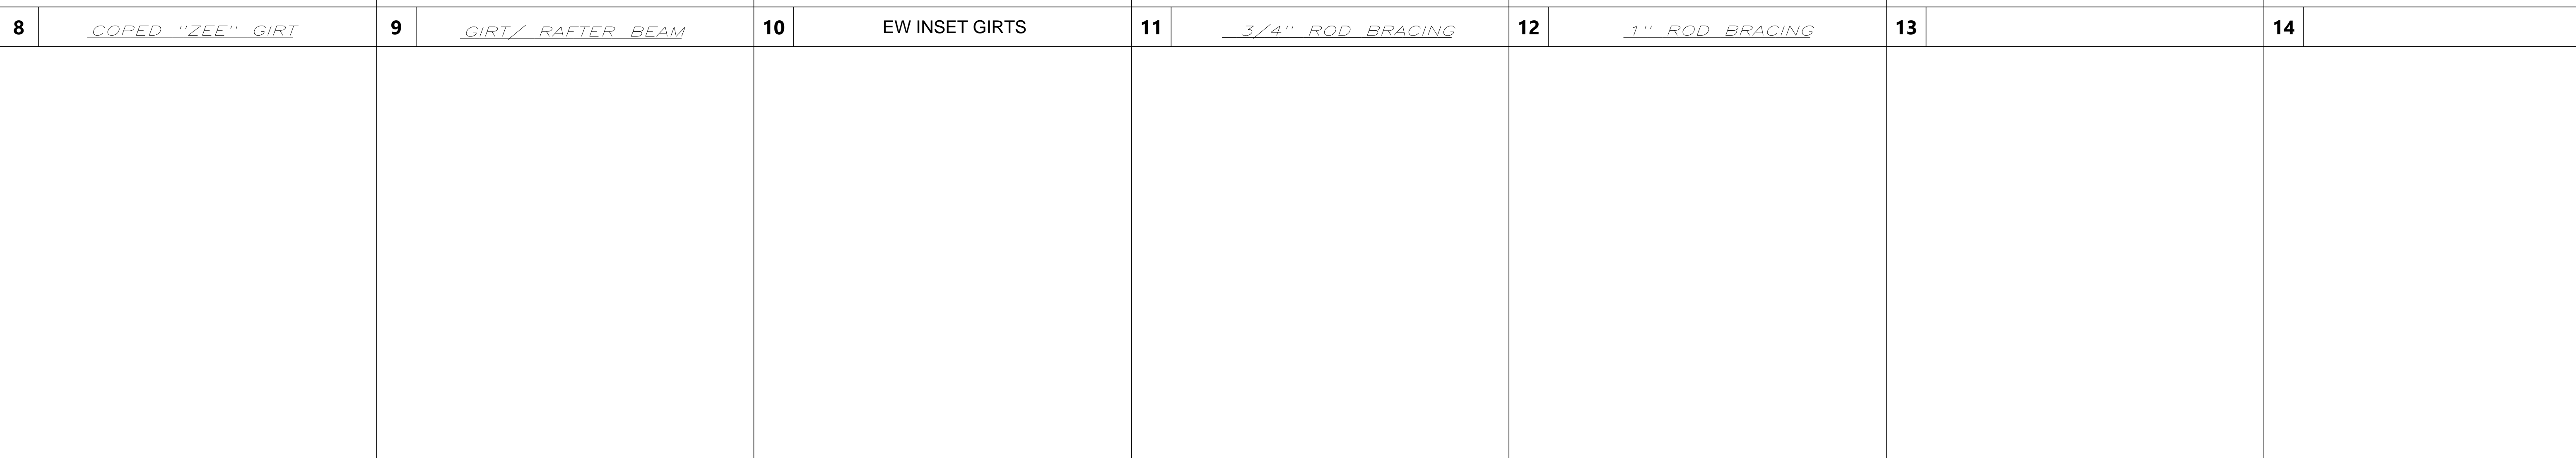 8 COPED "ZEE" GIRT
9 GIRT/ RAFTER BEAM
10 EW INSET GIRTS
11 3/4" ROD BRACING
12 1" ROD BRACING
13
14